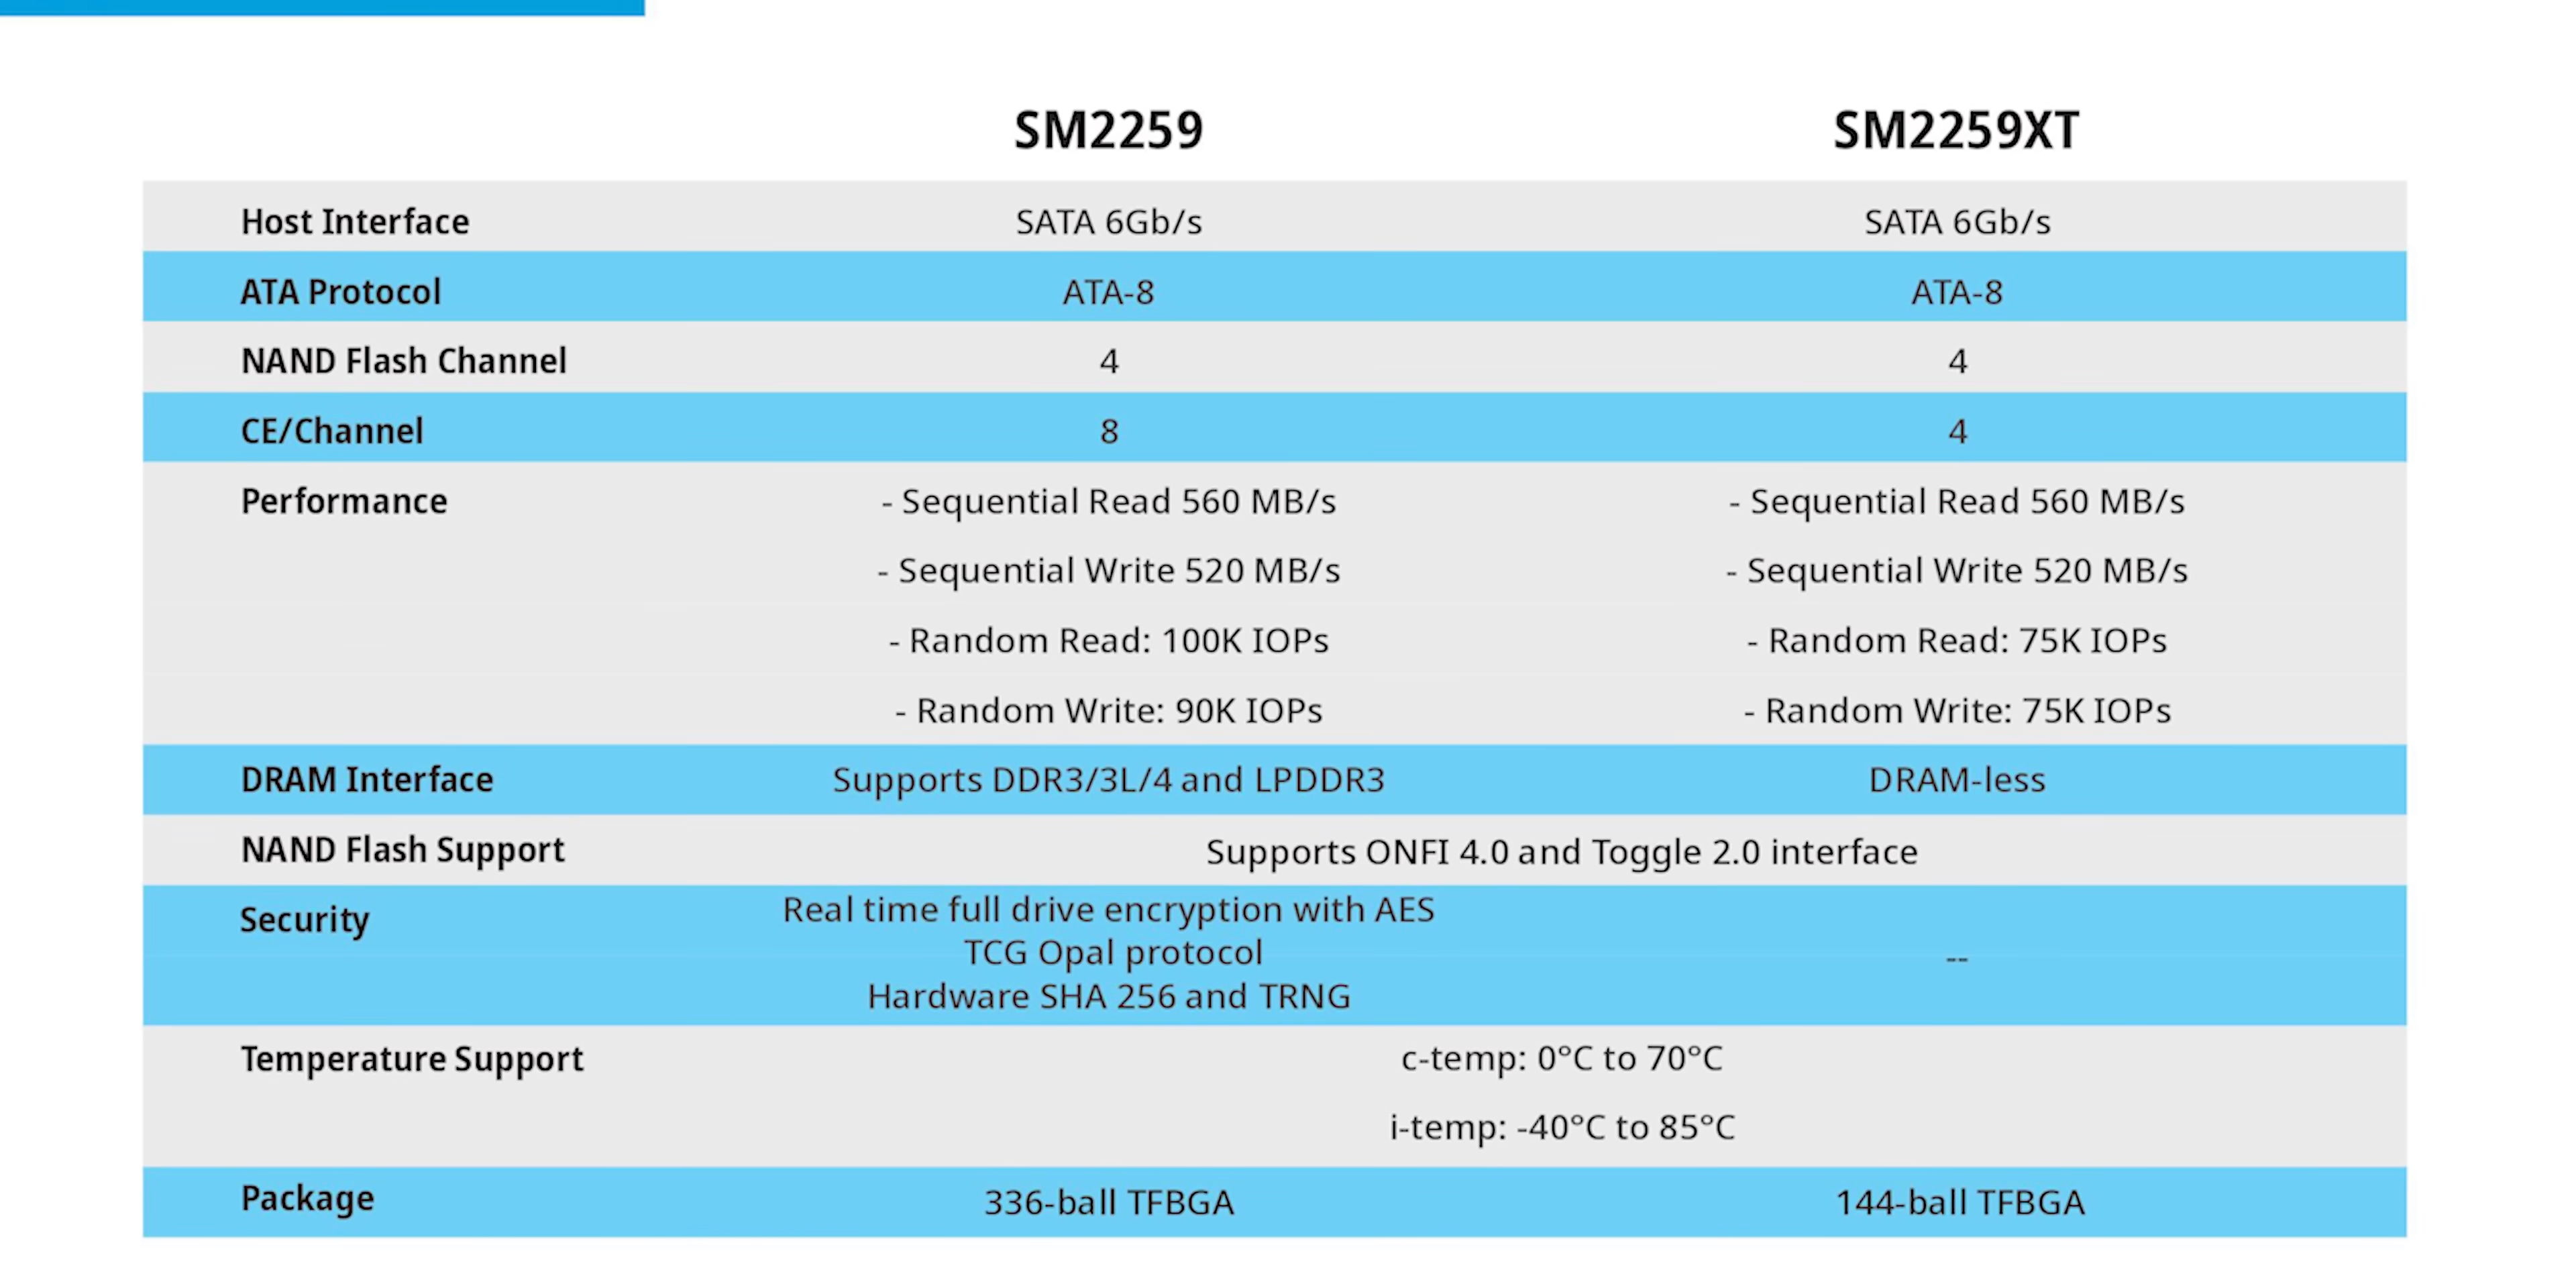 SM2259 SM2259XT
Host Interface SATA 6Gb/s SATA 6Gb/s
ATA Protocol ATA-8 ATA-8
NAND Flash Channel 4 4
CE/Channel 8 4
Performance - Sequential Read 560 MB/s - Sequential Read 560 MB/s
- Sequential Write 520 MB/s - Sequential Write 520 MB/s
- Random Read: 100K IOPs - Random Read: 75K IOPs
- Random Write: 90K IOPs - Random Write: 75K IOPs
DRAM Interface Supports DDR3/3L/4 and LPDDR3 DRAM-less
NAND Flash Support Supports ONFI 4.0 and Toggle 2.0 interface
Security Real time full drive encryption with AES
TCG Opal protocol --
Hardware SHA 256 and TRNG
Temperature Support c-temp: 0°C to 70°C
i-temp: -40°C to 85°C
Package 336-ball TFBGA 144-ball TFBGA